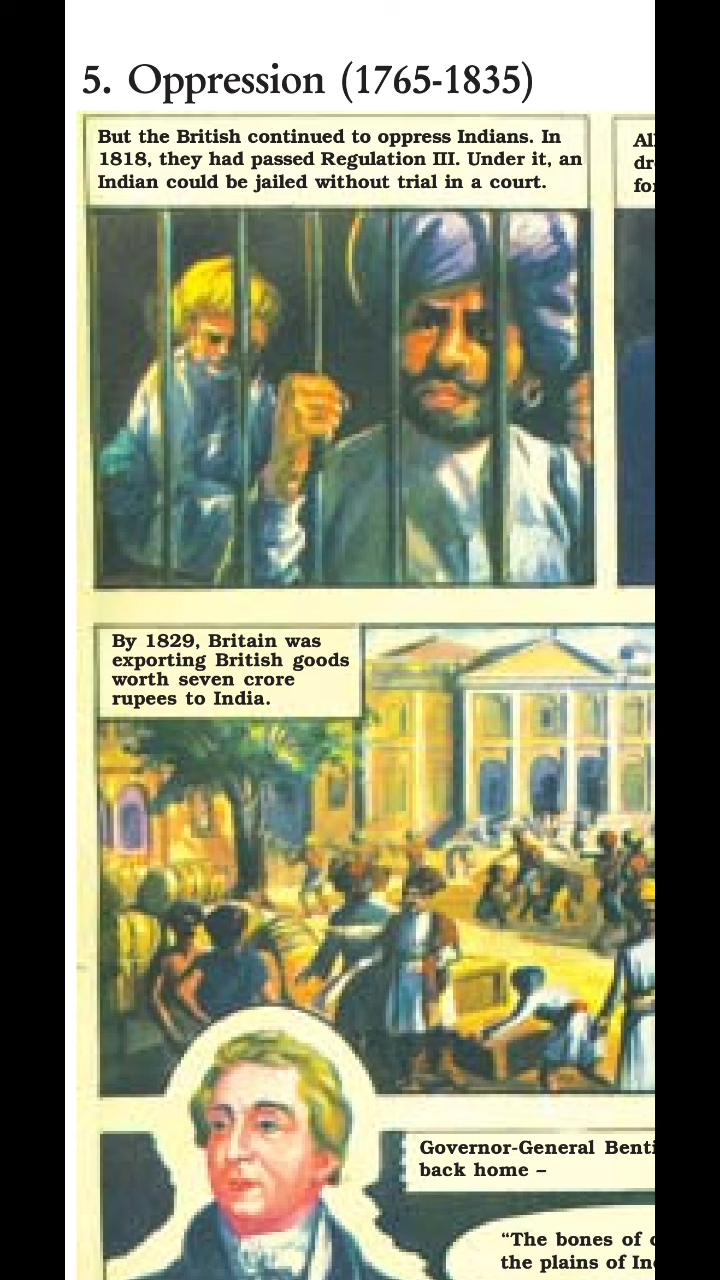 5. Oppression (1765-1835)
But the British continued to oppress Indians. In
1818, they had passed Regulation III. Under it, an
Indian could be jailed without trial in a court.
By 1829, Britain was
exporting British goods
worth seven crore
rupees to India.
Governor-General
back home –
“The bones of
the plains of